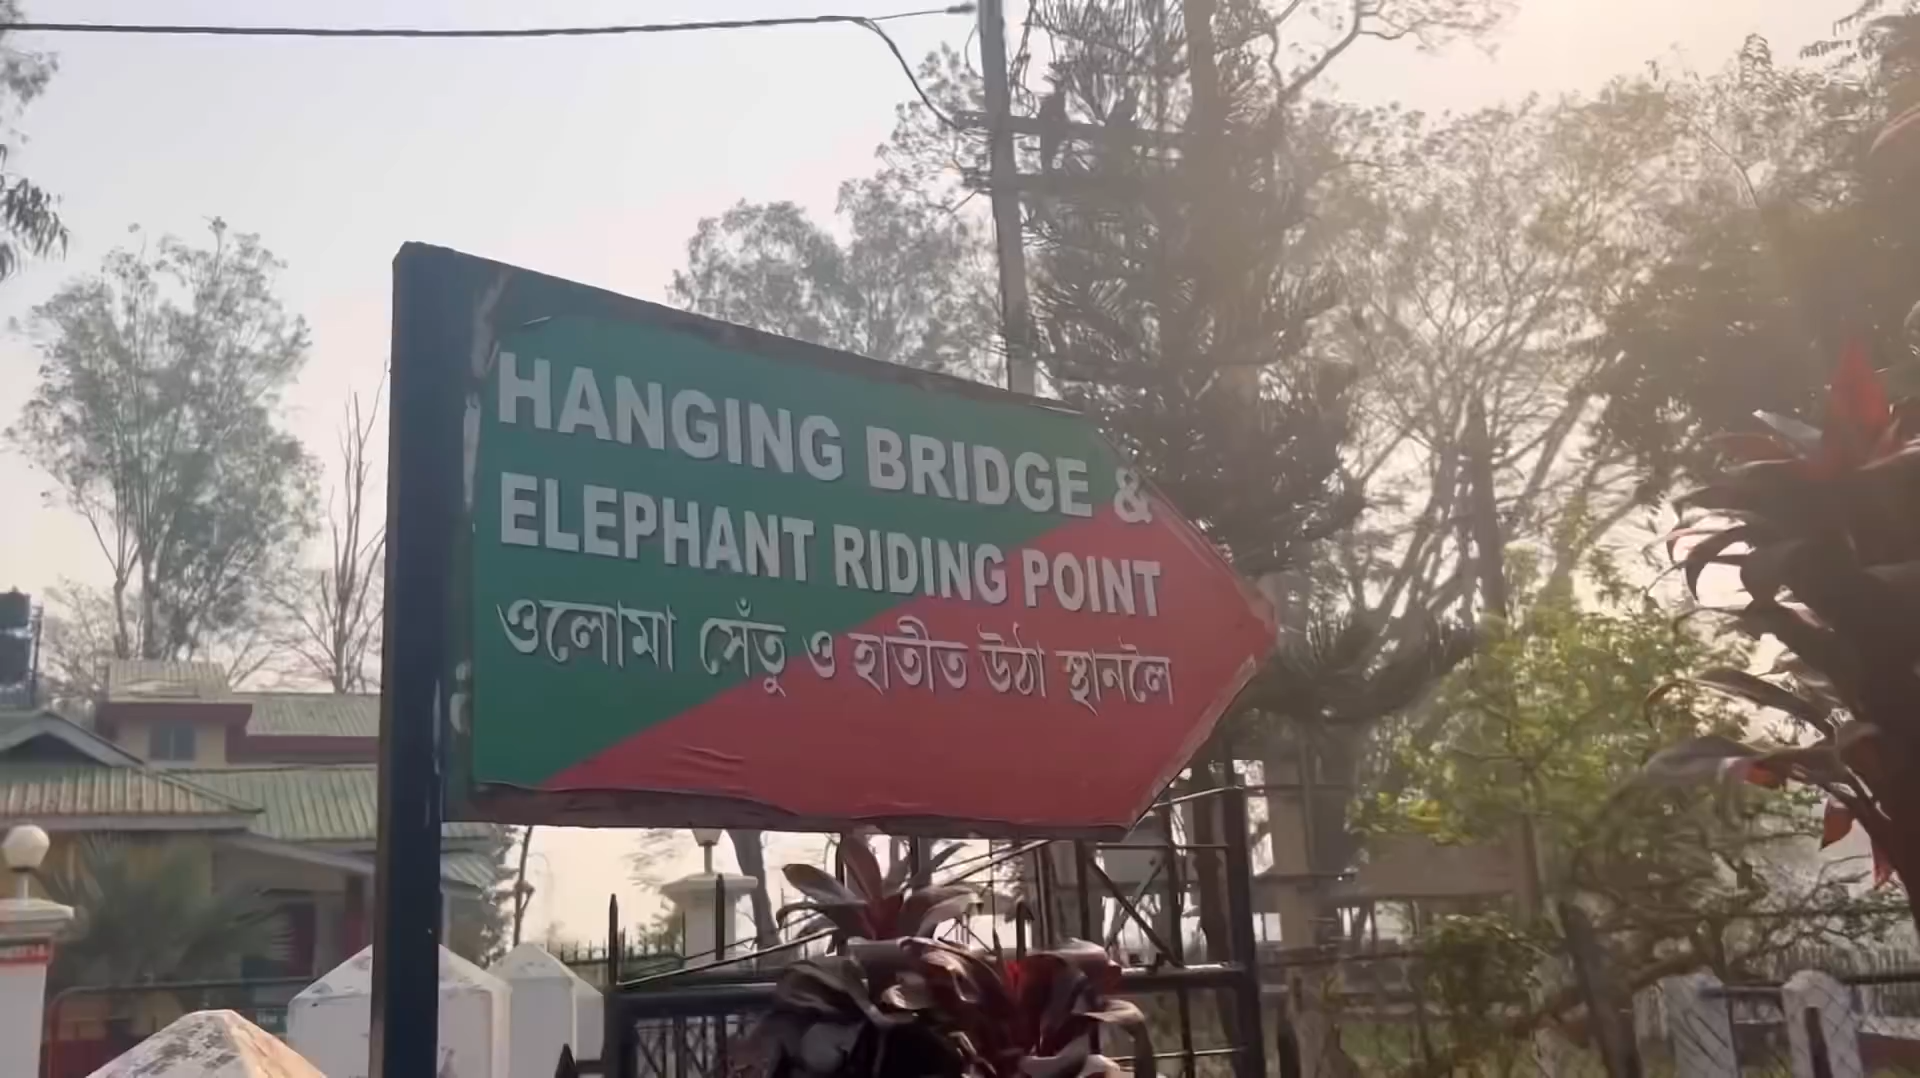 HANGING BRIDGE &
ELEPHANT RIDING POINT
ওলোমা সেঁতু ও হাতীত উঠা স্থানলৈ